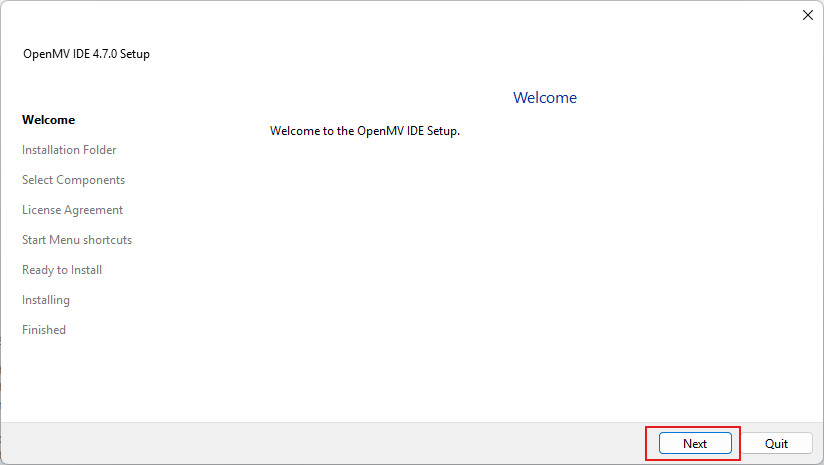 OpenMV IDE 4.7.0 Setup
Welcome
Welcome
Welcome to the OpenMV IDE Setup.
Installation Folder
Select Components
License Agreement
Start Menu shortcuts
Ready to Install
Installing
Finished
Next
Quit